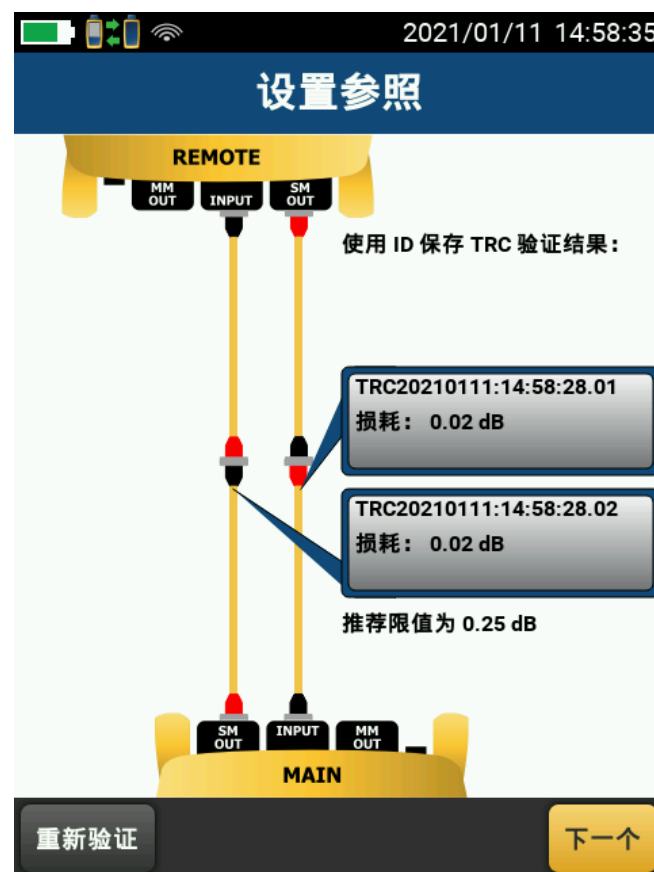 2021/01/11 14:58:35
设置参照
REMOTE
MM OUT
INPUT
SM OUT
使用 ID 保存 TRC 验证结果：
TRC20210111:14:58:28.01
损耗： 0.02 dB
TRC20210111:14:58:28.02
损耗： 0.02 dB
推荐限值为 0.25 dB
SM OUT
INPUT
MM OUT
MAIN
重新验证
下一个